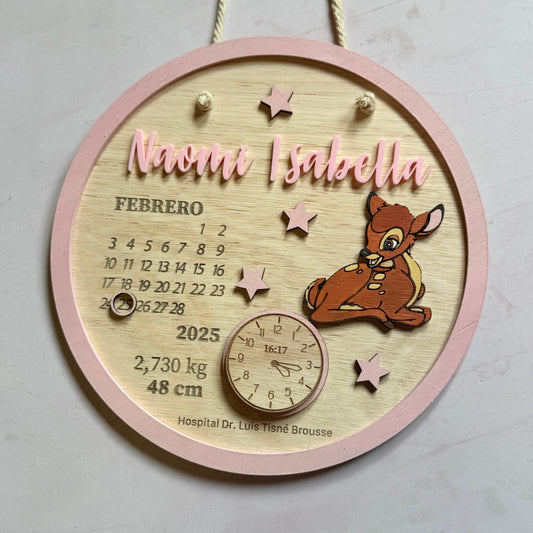 Naomi Isabella
FEBRERO
1 2
3 4 5 6 7 8 9
10 11 12 13 14 15 16
17 18 19 20 21 22 23
24 25 26 27 28
2025
2,730 kg
48 cm
12 1 2 3 4 5 6 7 8 9 10 11
16:17
Hospital Dr. Luis Tisné Brousse